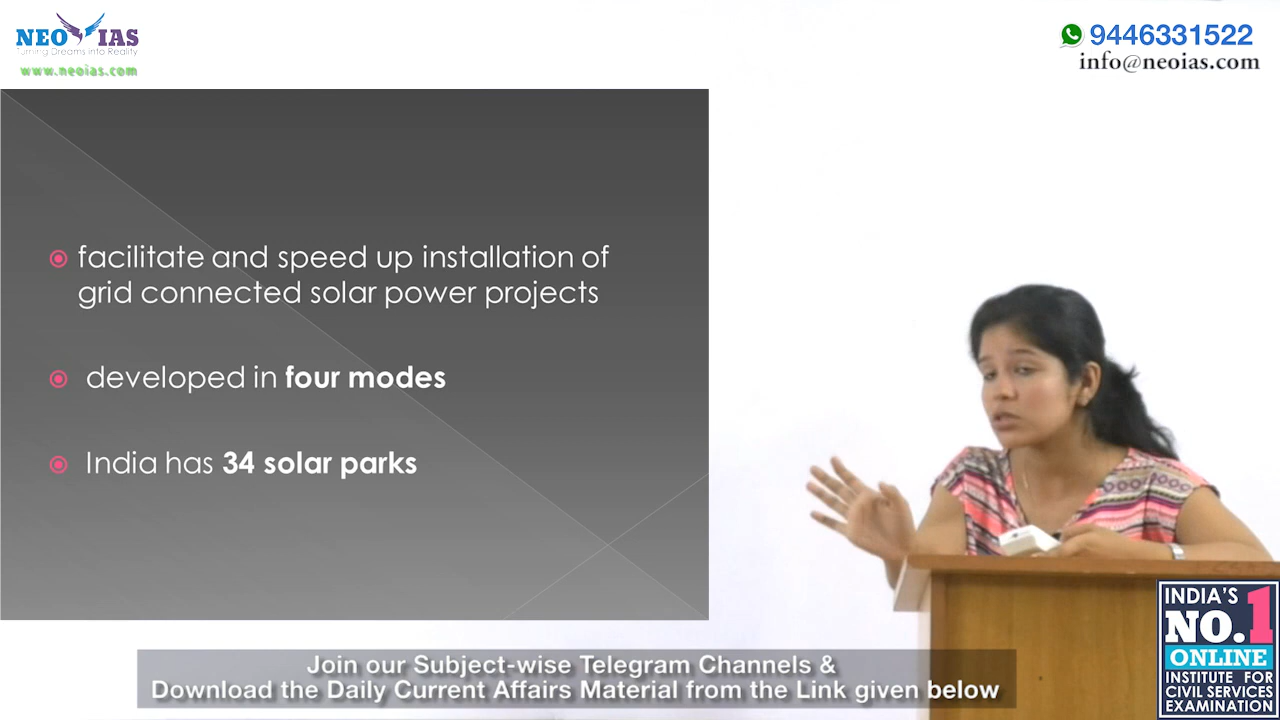 NEO IAS
Turning Dreams into Reality
www.neoias.com
9446331522
info@neoias.com
facilitate and speed up installation of
grid connected solar power projects
developed in four modes
India has 34 solar parks
INDIA'S
NO.1
ONLINE
INSTITUTE FOR
CIVIL SERVICES
EXAMINATION
Join our Subject-wise Telegram Channels &
Download the Daily Current Affairs Material from the Link given below